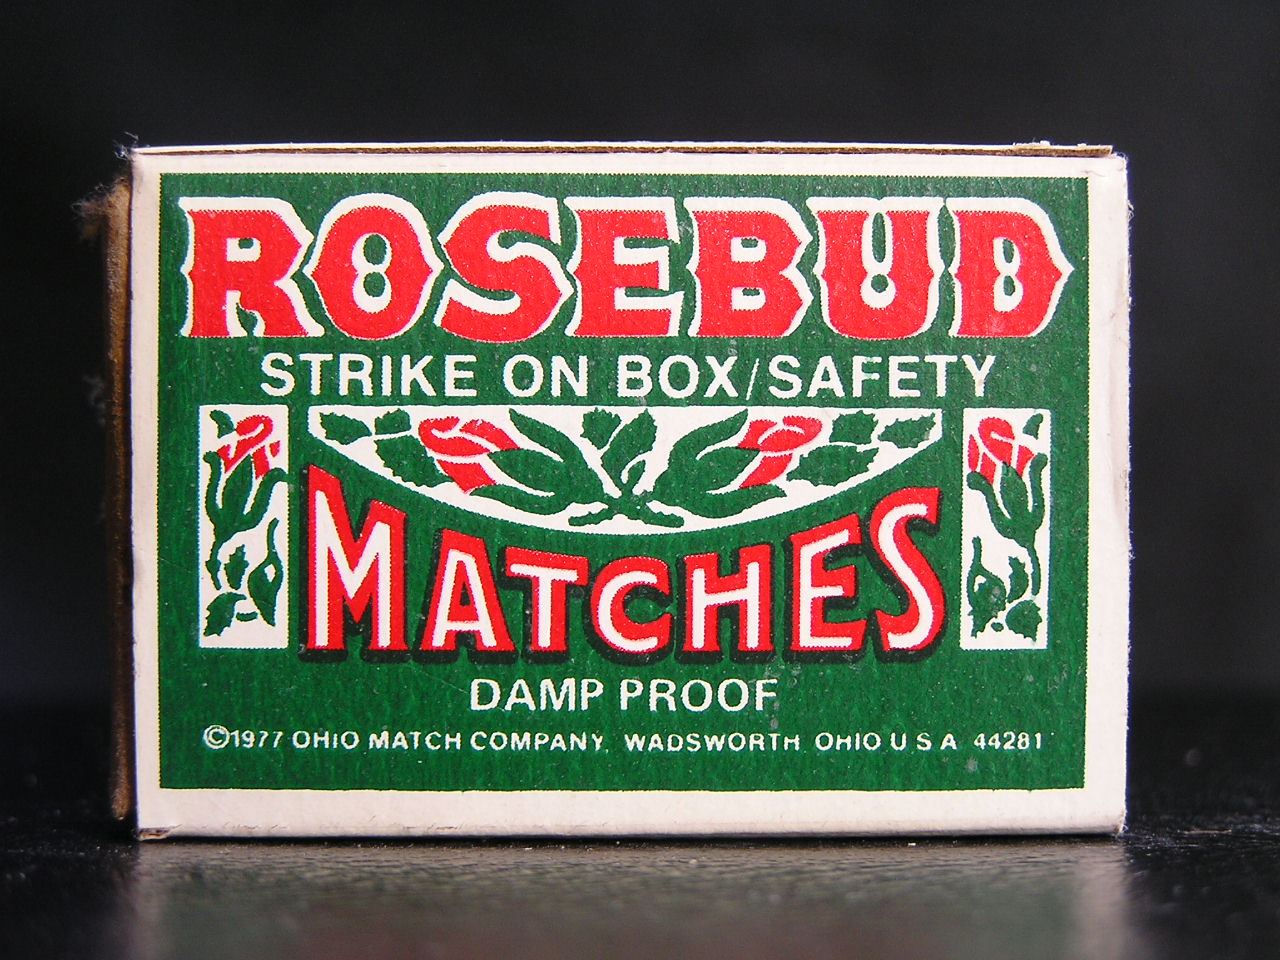 ROSEBUD
STRIKE ON BOX/SAFETY
MATCHES
DAMP PROOF
©1977 OHIO MATCH COMPANY, WADSWORTH OHIO U S A 44281